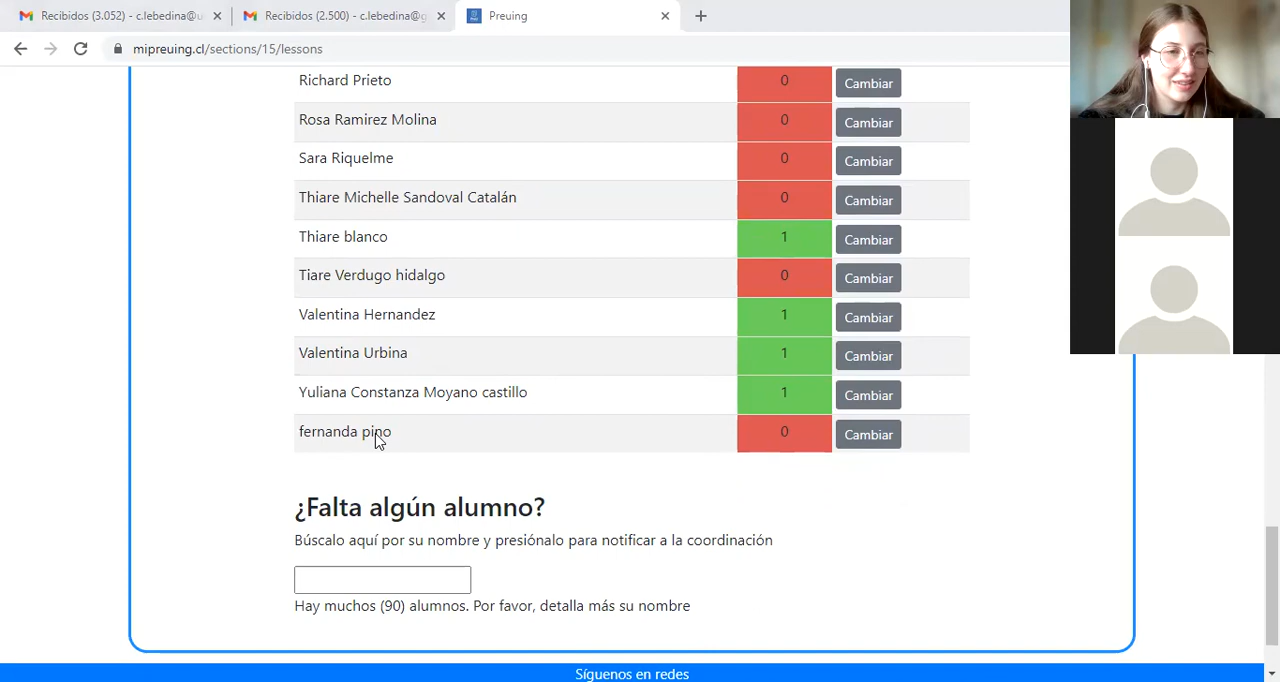 Recibidos (3.052) - c.lebedina@u
Recibidos (2.500) - c.lebedina@g
Preuing
mipreuing.cl/sections/15/lessons
Richard Prieto 0 Cambiar
Rosa Ramirez Molina 0 Cambiar
Sara Riquelme 0 Cambiar
Thiare Michelle Sandoval Catalán 0 Cambiar
Thiare blanco 1 Cambiar
Tiare Verdugo hidalgo 0 Cambiar
Valentina Hernandez 1 Cambiar
Valentina Urbina 1 Cambiar
Yuliana Constanza Moyano castillo 1 Cambiar
fernanda pino 0 Cambiar
¿Falta algún alumno?
Búscalo aquí por su nombre y presiónalo para notificar a la coordinación
Hay muchos (90) alumnos. Por favor, detalla más su nombre
Síguenos en redes